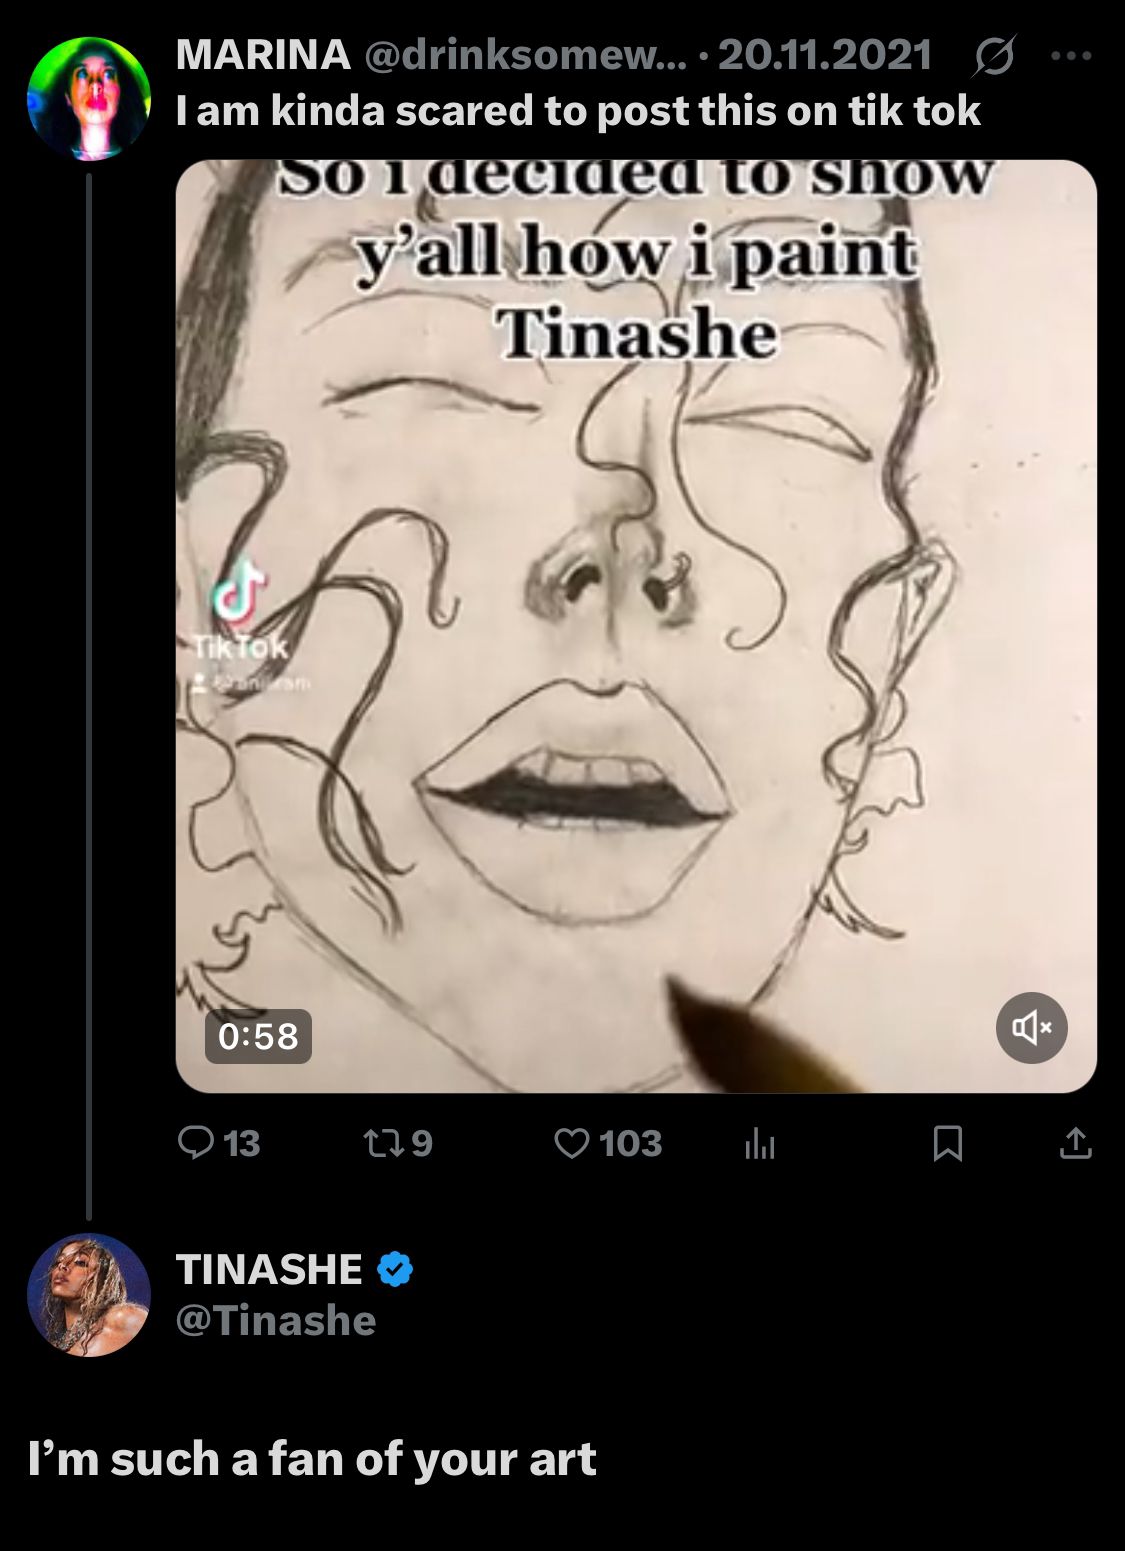 MARINA @drinksomew... · 20.11.2021
I am kinda scared to post this on tik tok
So i decided to show
y’all how i paint
Tinashe
TikTok
0:58
13 9 103
TINASHE
@Tinashe
I’m such a fan of your art